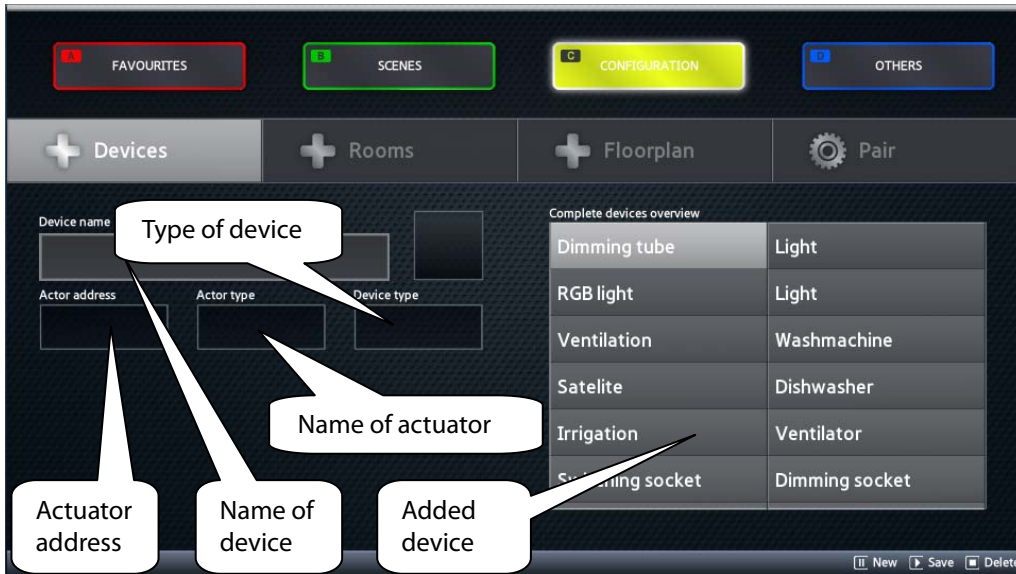 A FAVOURITES
B SCENES
C CONFIGURATION
D OTHERS
Devices
Rooms
Floorplan
Pair
Device name
Type of device
Actor address
Actor type
Device type
Name of actuator
Actuator
address
Name of
device
Added
device
Complete devices overview
Dimming tube
Light
RGB light
Light
Ventilation
Washmachine
Satelite
Dishwasher
Irrigation
Ventilator
socket
Dimming socket
New Save Delete